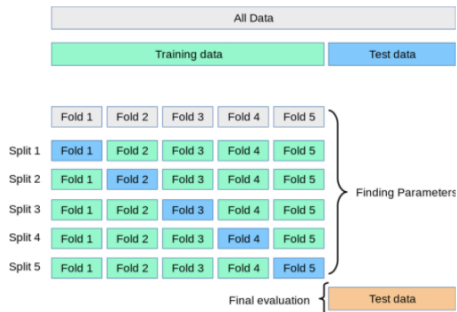 All Data
Training data Test data
Fold 1 Fold 2 Fold 3 Fold 4 Fold 5
Split 1 Fold 1 Fold 2 Fold 3 Fold 4 Fold 5
Split 2 Fold 1 Fold 2 Fold 3 Fold 4 Fold 5
Split 3 Fold 1 Fold 2 Fold 3 Fold 4 Fold 5
Finding Parameters
Split 4 Fold 1 Fold 2 Fold 3 Fold 4 Fold 5
Split 5 Fold 1 Fold 2 Fold 3 Fold 4 Fold 5
Final evaluation Test data